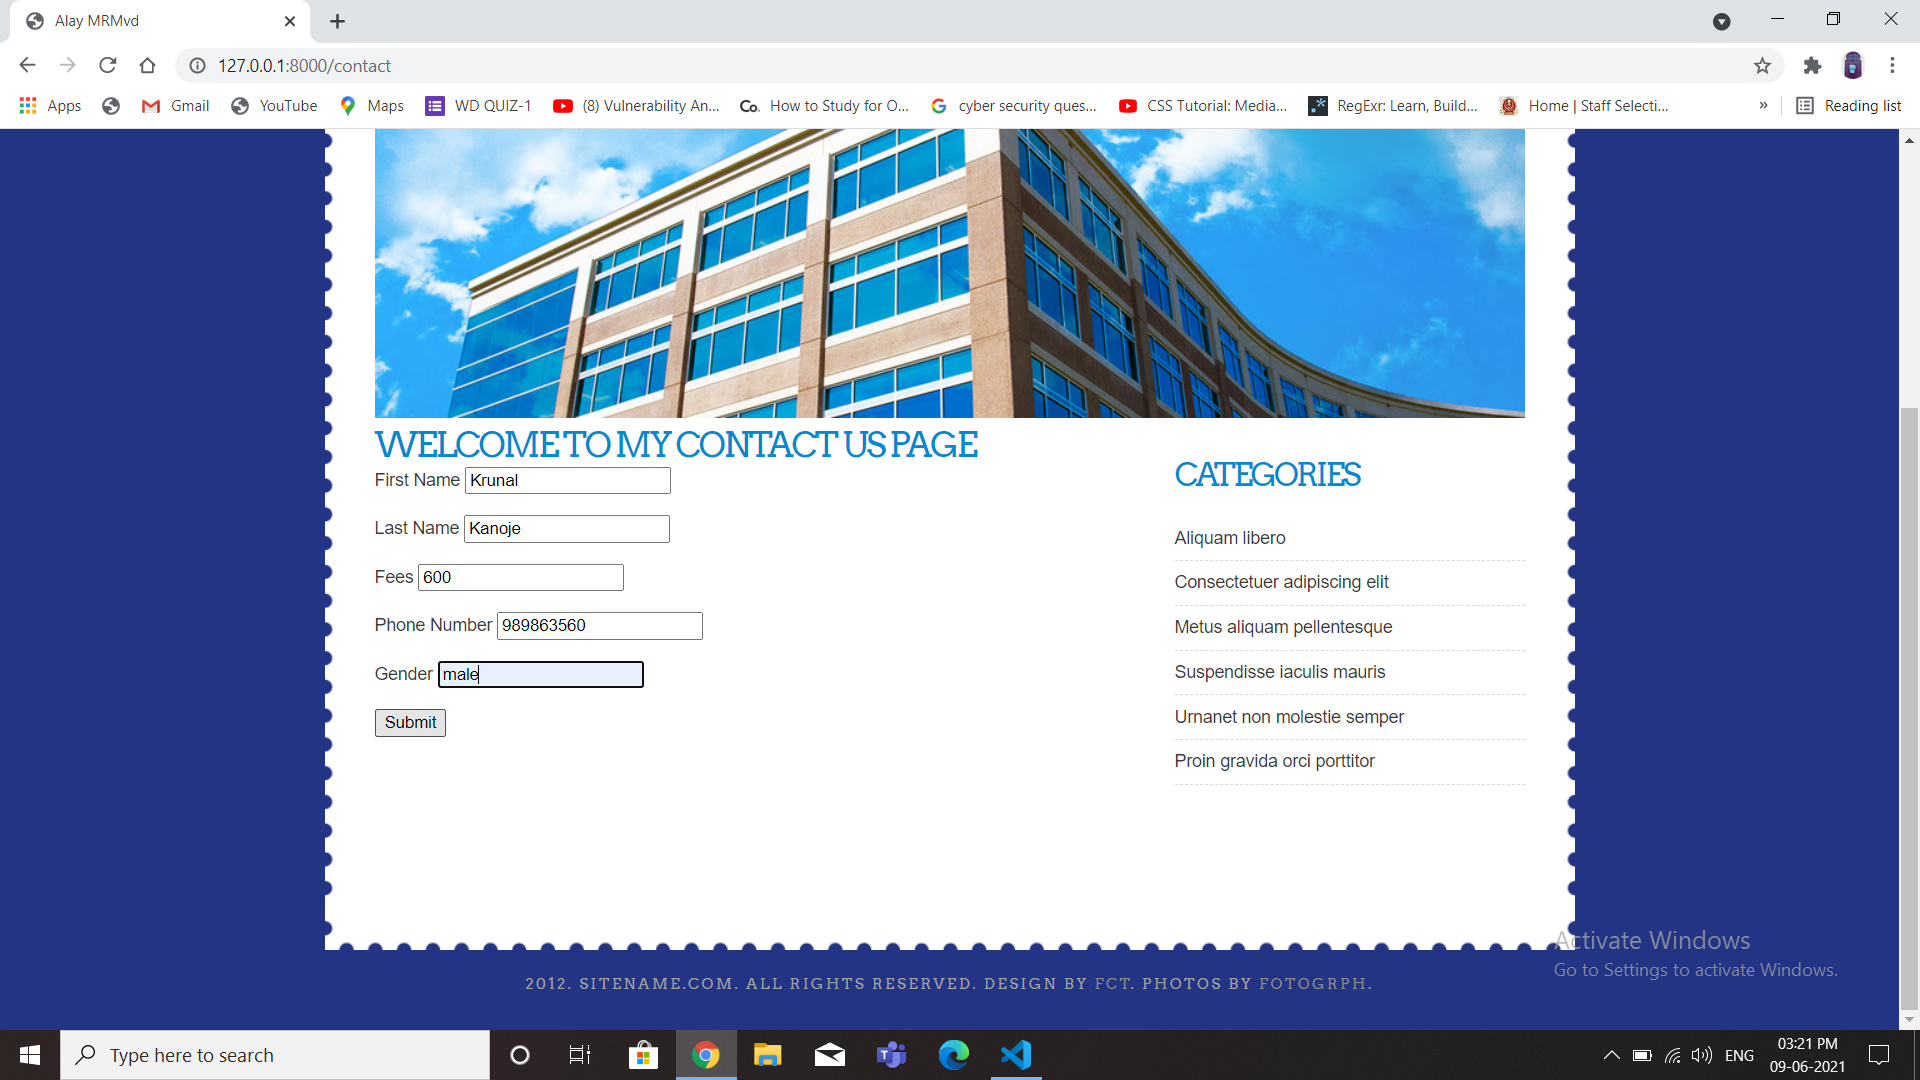 Alay MRMvd
127.0.0.1:8000/contact
Apps Gmail YouTube Maps WD QUIZ-1 (8) Vulnerability An... Co. How to Study for O... cyber security ques... CSS Tutorial: Media... RegExr: Learn, Build... Home | Staff Selecti... » Reading list
WELCOME TO MY CONTACT US PAGE
First Name Krunal
Last Name Kanoje
Fees 600
Phone Number 989863560
Gender male
Submit
CATEGORIES
Aliquam libero
Consectetuer adipiscing elit
Metus aliquam pellentesque
Suspendisse iaculis mauris
Urnanet non molestie semper
Proin gravida orci porttitor
Activate Windows
Go to Settings to activate Windows.
2012. SITENAME.COM. ALL RIGHTS RESERVED. DESIGN BY FCT. PHOTOS BY FOTOGRPH.
Type here to search
ENG
03:21 PM
09-06-2021